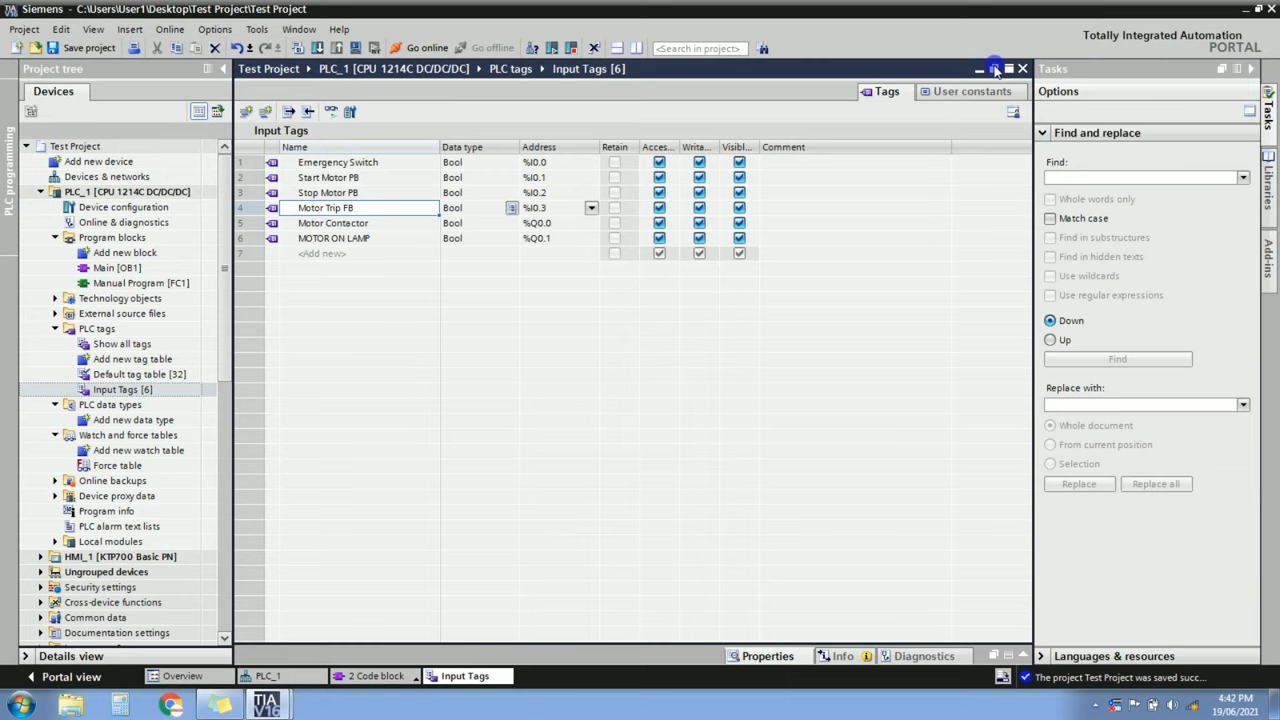 Siemens - C:\Users\User1\Desktop\Test Project\Test Project
Project Edit View Insert Online Options Tools Window Help
Totally Integrated Automation
PORTAL
Save project
Go online
Go offline
<Search in project>
Project tree
Test Project PLC_1 [CPU 1214C DC/DC/DC] PLC tags Input Tags [6]
Tasks
Devices
Tags
User constants
Options
PLC programming
Test Project
Add new device
Devices & networks
PLC_1 [CPU 1214C DC/DC/DC]
Device configuration
Online & diagnostics
Program blocks
Add new block
Main [OB1]
Manual Program [FC1]
Technology objects
External source files
PLC tags
Show all tags
Add new tag table
Default tag table [32]
Input Tags [6]
PLC data types
Add new data type
Watch and force tables
Add new watch table
Force table
Online backups
Device proxy data
Program info
PLC alarm text lists
Local modules
HMI_1 [KTP700 Basic PN]
Ungrouped devices
Security settings
Cross-device functions
Common data
Documentation settings
Details view
Input Tags
Name Data type Address Retain Acces... Writa... Visibl... Comment
1 Emergency Switch Bool %I0.0
2 Start Motor PB Bool %I0.1
3 Stop Motor PB Bool %I0.2
4 Motor Trip FB Bool %I0.3
5 Motor Contactor Bool %Q0.0
6 MOTOR ON LAMP Bool %Q0.1
7 <Add new>
Properties
Info
Diagnostics
Find and replace
Find:
Whole words only
Match case
Find in substructures
Find in hidden texts
Use wildcards
Use regular expressions
Down
Up
Find
Replace with:
Whole document
From current position
Selection
Replace
Replace all
Languages & resources
Tasks
Libraries
Add-ins
Portal view
Overview
PLC_1
2 Code block
Input Tags
The project Test Project was saved succ...
TIA
V16
4:42 PM
19/06/2021